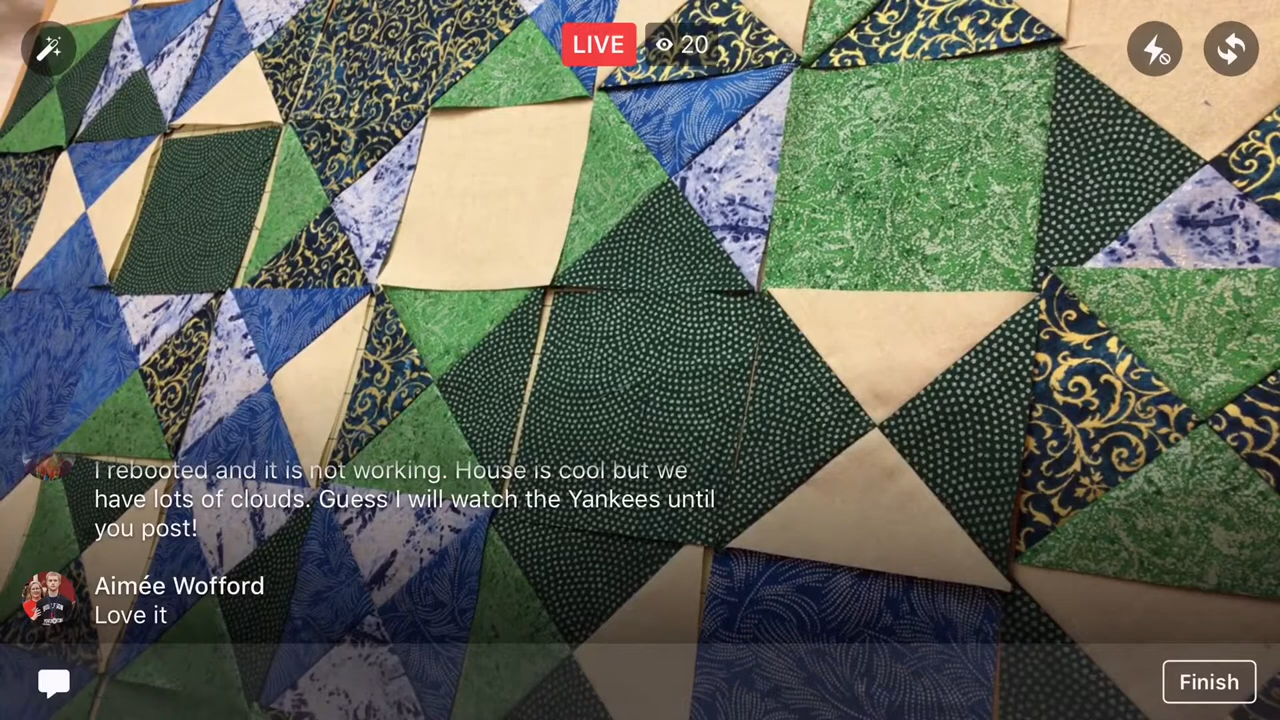 LIVE 20
I rebooted and it is not working. House is cool but we
have lots of clouds. Guess I will watch the Yankees until
you post!
Aimée Wofford
Love it
Finish